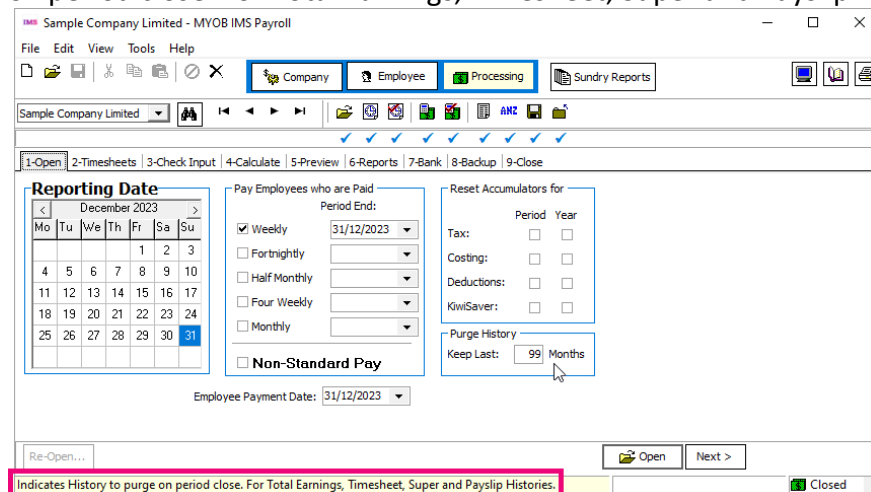 Sample Company Limited - MYOB IMS Payroll
File Edit View Tools Help
Company Employee Processing Sundry Reports
Sample Company Limited ANZ
1-Open 2-Timesheets 3-Check Input 4-Calculate 5-Preview 6-Reports 7-Bank 8-Backup 9-Close
Reporting Date
December 2023
Mo Tu We Th Fr Sa Su
1 2 3
4 5 6 7 8 9 10
11 12 13 14 15 16 17
18 19 20 21 22 23 24
25 26 27 28 29 30 31
Pay Employees who are Paid
Period End:
Weekly 31/12/2023
Fortnightly
Half Monthly
Four Weekly
Monthly
Non-Standard Pay
Reset Accumulators for
Period Year
Tax:
Costing:
Deductions:
KiwiSaver:
Purge History
Keep Last: 99 Months
Employee Payment Date: 31/12/2023
Re-Open... Open Next >
Indicates History to purge on period close. For Total Earnings, Timesheet, Super and Payslip Histories. Closed